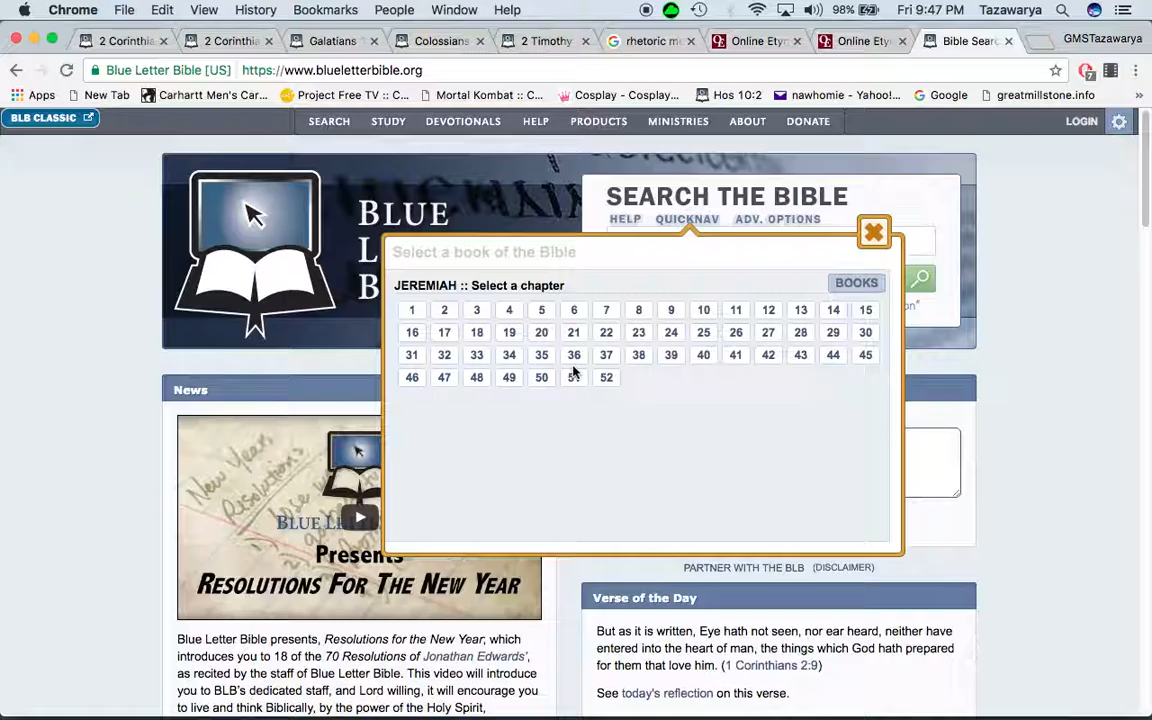 Chrome File Edit View History Bookmarks People Window Help 98% Fri 9:47 PM Tazawarya
2 Corinthia 2 Corinthia Galatians Colossians 2 Timothy rhetoric me Online Ety Online Ety Bible Sear GMSTazawarya
Blue Letter Bible [US] https://www.blueletterbible.org
Apps New Tab Carhartt Men's Car... Project Free TV :: C... Mortal Kombat :: C... Cosplay - Cosplay... Hos 10:2 nawhomie - Yahoo!... Google greatmillstone.info »
BLB CLASSIC SEARCH STUDY DEVOTIONALS HELP PRODUCTS MINISTRIES ABOUT DONATE LOGIN
SEARCH THE BIBLE
BLUE
L
B
HELP QUICKNAV ADV. OPTIONS
Select a book of the Bible
JEREMIAH :: Select a chapter BOOKS
1 2 3 4 5 6 7 8 9 10 11 12 13 14 15
16 17 18 19 20 21 22 23 24 25 26 27 28 29 30
31 32 33 34 35 36 37 38 39 40 41 42 43 44 45
46 47 48 49 50 52
News
New Years
Resolutions:
BLUE LET
Presents
RESOLUTIONS FOR THE NEW YEAR
PARTNER WITH THE BLB (DISCLAIMER)
Verse of the Day
But as it is written, Eye hath not seen, nor ear heard, neither have
entered into the heart of man, the things which God hath prepared
for them that love him. (1 Corinthians 2:9)
See today's reflection on this verse.
Blue Letter Bible presents, Resolutions for the New Year; which
introduces you to 18 of the 70 Resolutions of Jonathan Edwards',
as recited by the staff of Blue Letter Bible. This video will introduce
you to BLB's dedicated staff, and Lord willing, it will encourage you
to live and think Biblically, by the power of the Holy Spirit,